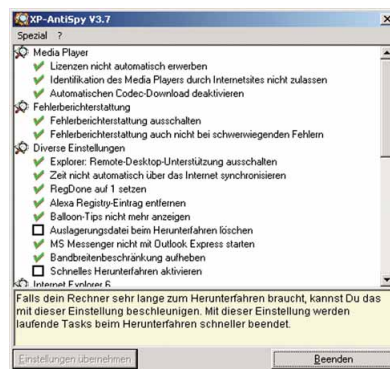 XP-AntiSpy V3.7
Spezial ?
Media Player
Lizenzen nicht automatisch erwerben
Identifikation des Media Players durch Internetsites nicht zulassen
Automatischen Codec-Download deaktivieren
Fehlerberichterstattung
Fehlerberichterstattung ausschalten
Fehlerberichterstattung auch nicht bei schwerwiegenden Fehlern
Diverse Einstellungen
Explorer: Remote-Desktop-Unterstützung ausschalten
Zeit nicht automatisch über das Internet synchronisieren
RegDone auf 1 setzen
Alexa Registry-Eintrag entfernen
Balloon-Tips nicht mehr anzeigen
Auslagerungsdatei beim Herunterfahren löschen
MS Messenger nicht mit Outlook Express starten
Bandbreitenbeschränkung aufheben
Schnelles Herunterfahren aktivieren
Internet Explorer 6
Falls dein Rechner sehr lange zum Herunterfahren braucht, kannst Du das
mit dieser Einstellung beschleunigen. Mit dieser Einstellung werden
laufende Tasks beim Herunterfahren schneller beendet.
Einstellungen übernehmen
Beenden